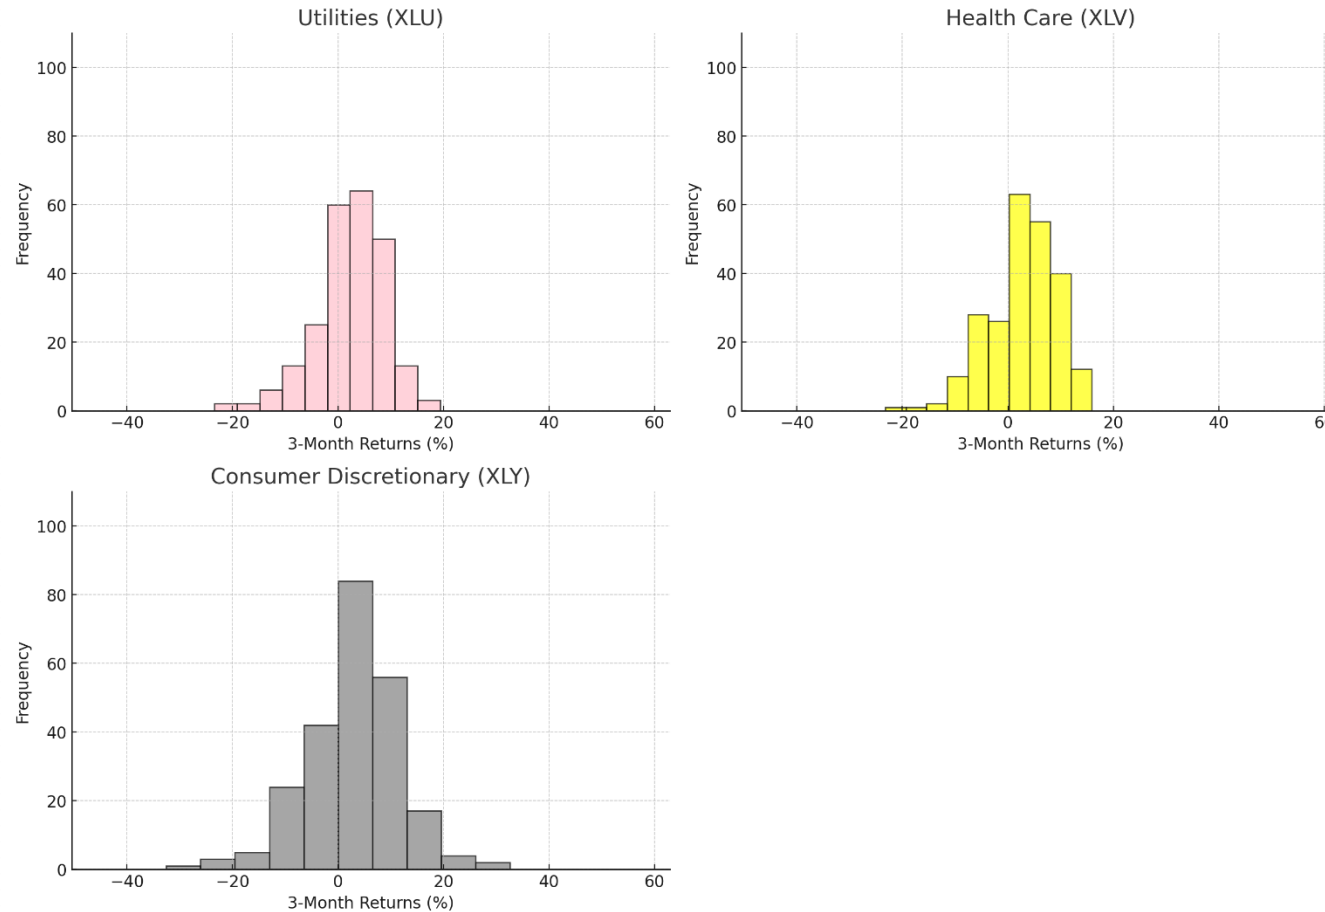 Utilities (XLU)
100
80
60
40
20
0
Frequency
−40 −20 0 20 40 60
3-Month Returns (%)
Health Care (XLV)
100
80
60
40
20
0
Frequency
−40 −20 0 20 40 6
3-Month Returns (%)
Consumer Discretionary (XLY)
100
80
60
40
20
0
Frequency
−40 −20 0 20 40 60
3-Month Returns (%)